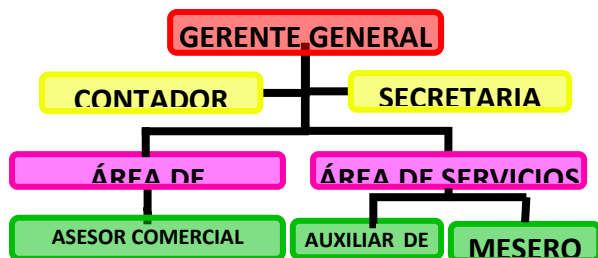 GERENTE GENERAL
CONTADOR
SECRETARIA
ÁREA DE
ÁREA DE SERVICIOS
ASESOR COMERCIAL
AUXILIAR DE
MESERO